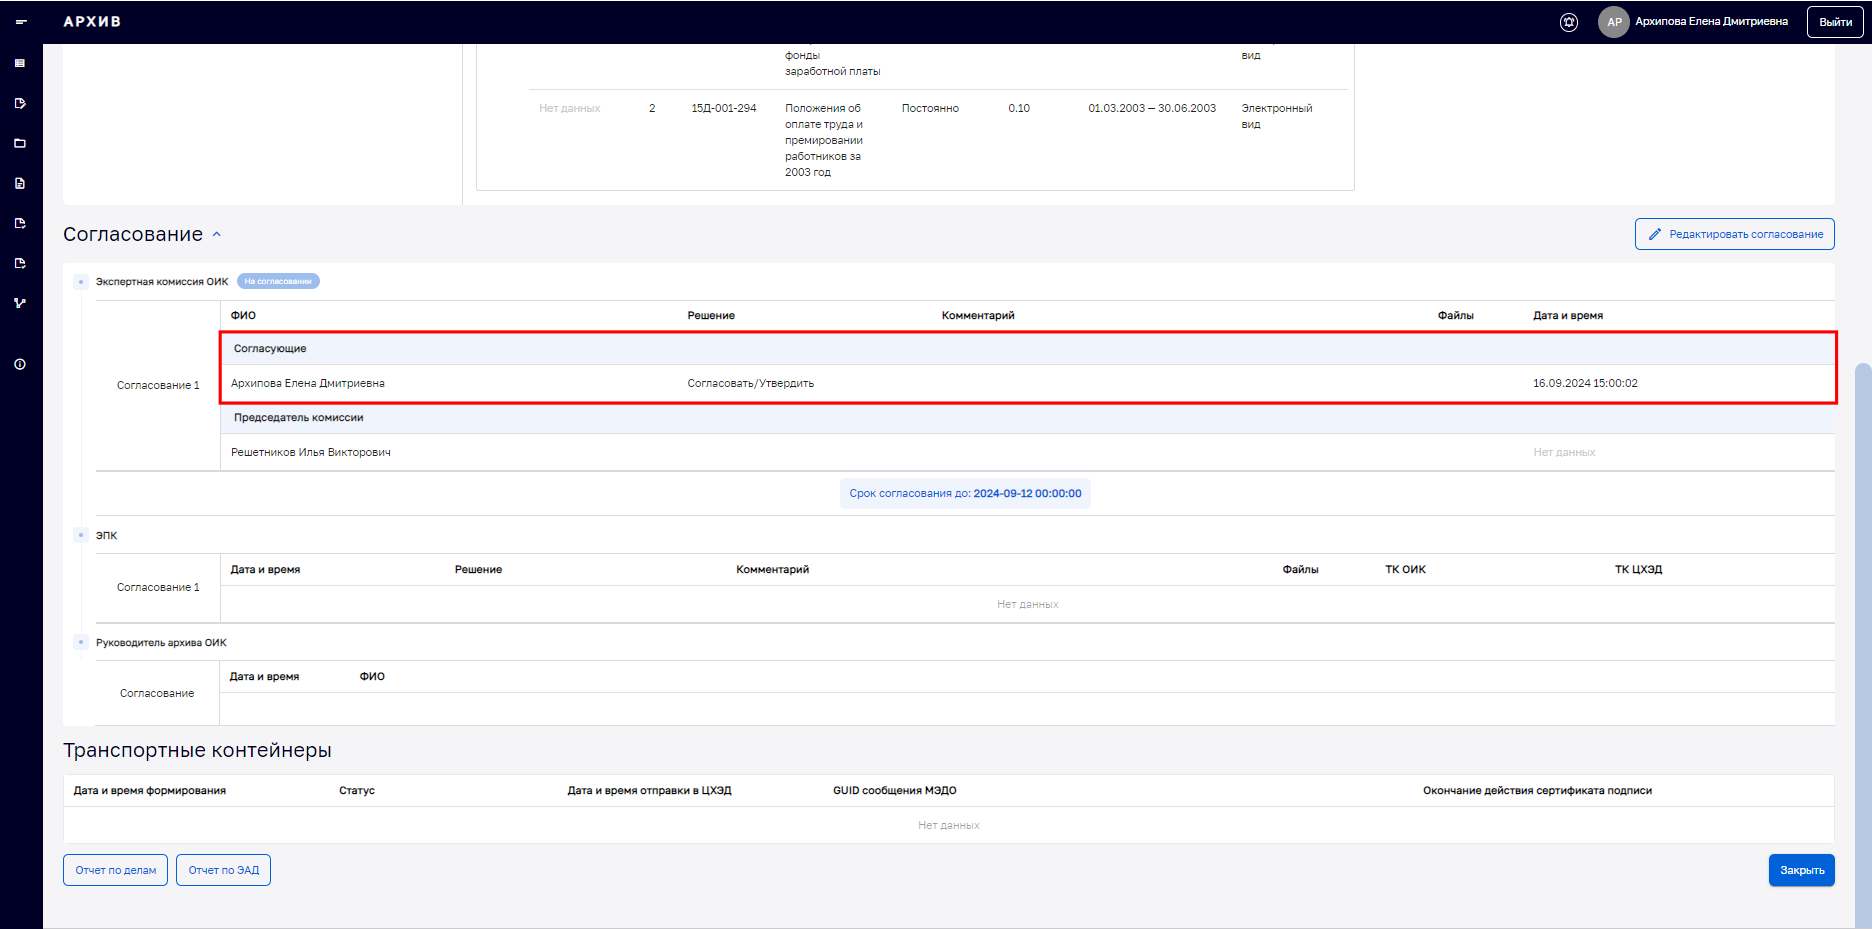 АРХИВ
АР Архипова Елена Дмитриевна Выйти
фонды вид
заработной платы
Нет данных 2 15Д-001-294 Положения об Постоянно 0.10 01.03.2003 — 30.06.2003 Электронный
оплате труда и вид
премировании
работников за
2003 год
Согласование Редактировать согласование
Экспертная комиссия ОИК На согласовании
ФИО Решение Комментарий Файлы Дата и время
Согласующие
Согласование 1 Архипова Елена Дмитриевна Согласовать/Утвердить 16.09.2024 15:00:02
Председатель комиссии
Решетников Илья Викторович Нет данных
Срок согласования до: 2024-09-12 00:00:00
ЭПК
Дата и время Решение Комментарий Файлы ТК ОИК ТК ЦХЭД
Согласование 1
Нет данных
Руководитель архива ОИК
Дата и время ФИО
Согласование
Транспортные контейнеры
Дата и время формирования Статус Дата и время отправки в ЦХЭД GUID сообщения МЭДО Окончание действия сертификата подписи
Нет данных
Отчет по делам Отчет по ЭАД Закрыть